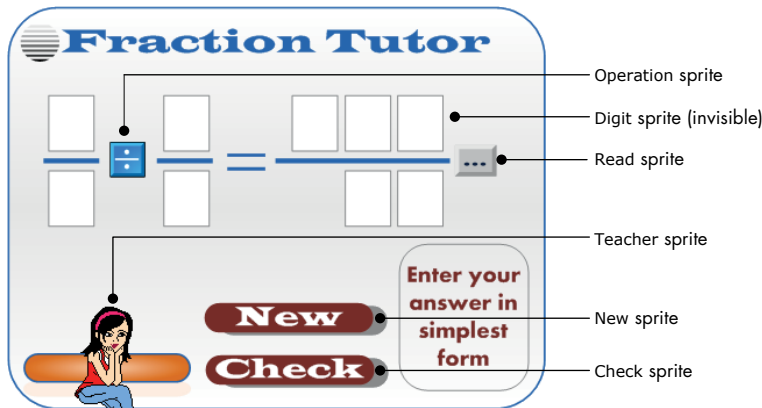 Fraction Tutor
Operation sprite
Digit sprite (invisible)
÷
=
...
Read sprite
Teacher sprite
Enter your
answer in
simplest
form
New
New sprite
Check
Check sprite